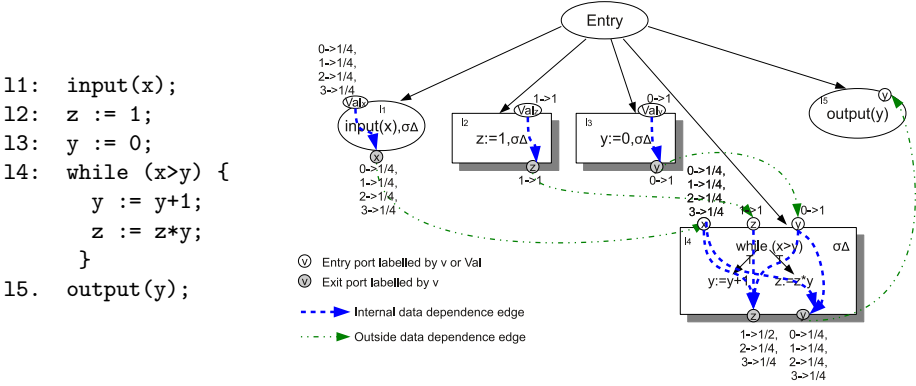 l1: input(x);
l2: z := 1;
l3: y := 0;
l4: while (x>y) {
y := y+1;
z := z*y;
}
l5. output(y);
Entry
0->1/4,
1->1/4,
2->1/4,
3->1/4
Valx
l1
input(x),σΔ
x
0->1/4,
1->1/4,
2->1/4,
3->1/4
1->1
Valz
l2
z:=1,σΔ
z
1->1
0->1
Valy
l3
y:=0,σΔ
y
0->1
y
l5
output(y)
0->1/4,
1->1/4,
2->1/4,
3->1/4
1->1
0->1
x
z
y
l4
while (x>y)
σΔ
T
T
y:=y+1
z:=z*y
z
y
1->1/2,
2->1/4,
3->1/4
0->1/4,
1->1/4,
2->1/4,
3->1/4
v Entry port labelled by v or Val
v Exit port labelled by v
Internal data dependence edge
Outside data dependence edge